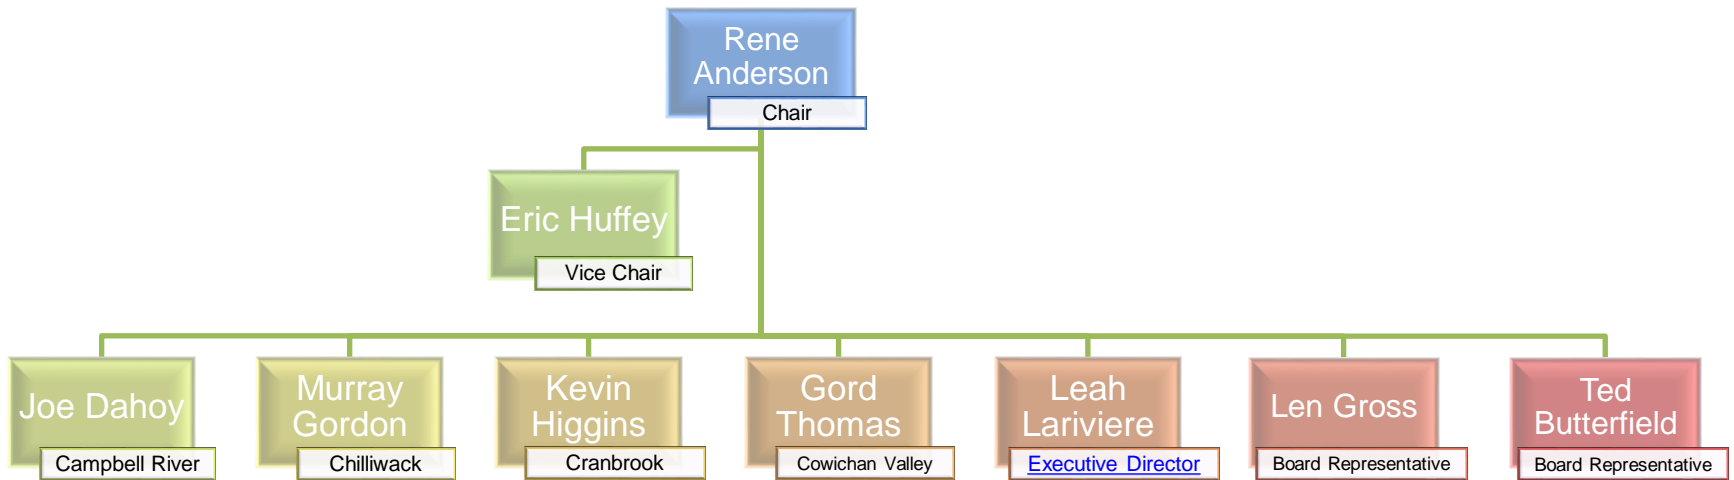 Rene
Anderson
Chair
Eric Huffey
Vice Chair
Joe Dahoy
Campbell River
Murray
Gordon
Chilliwack
Kevin
Higgins
Cranbrook
Gord
Thomas
Cowichan Valley
Leah
Lariviere
Executive Director
Len Gross
Board Representative
Ted
Butterfield
Board Representative